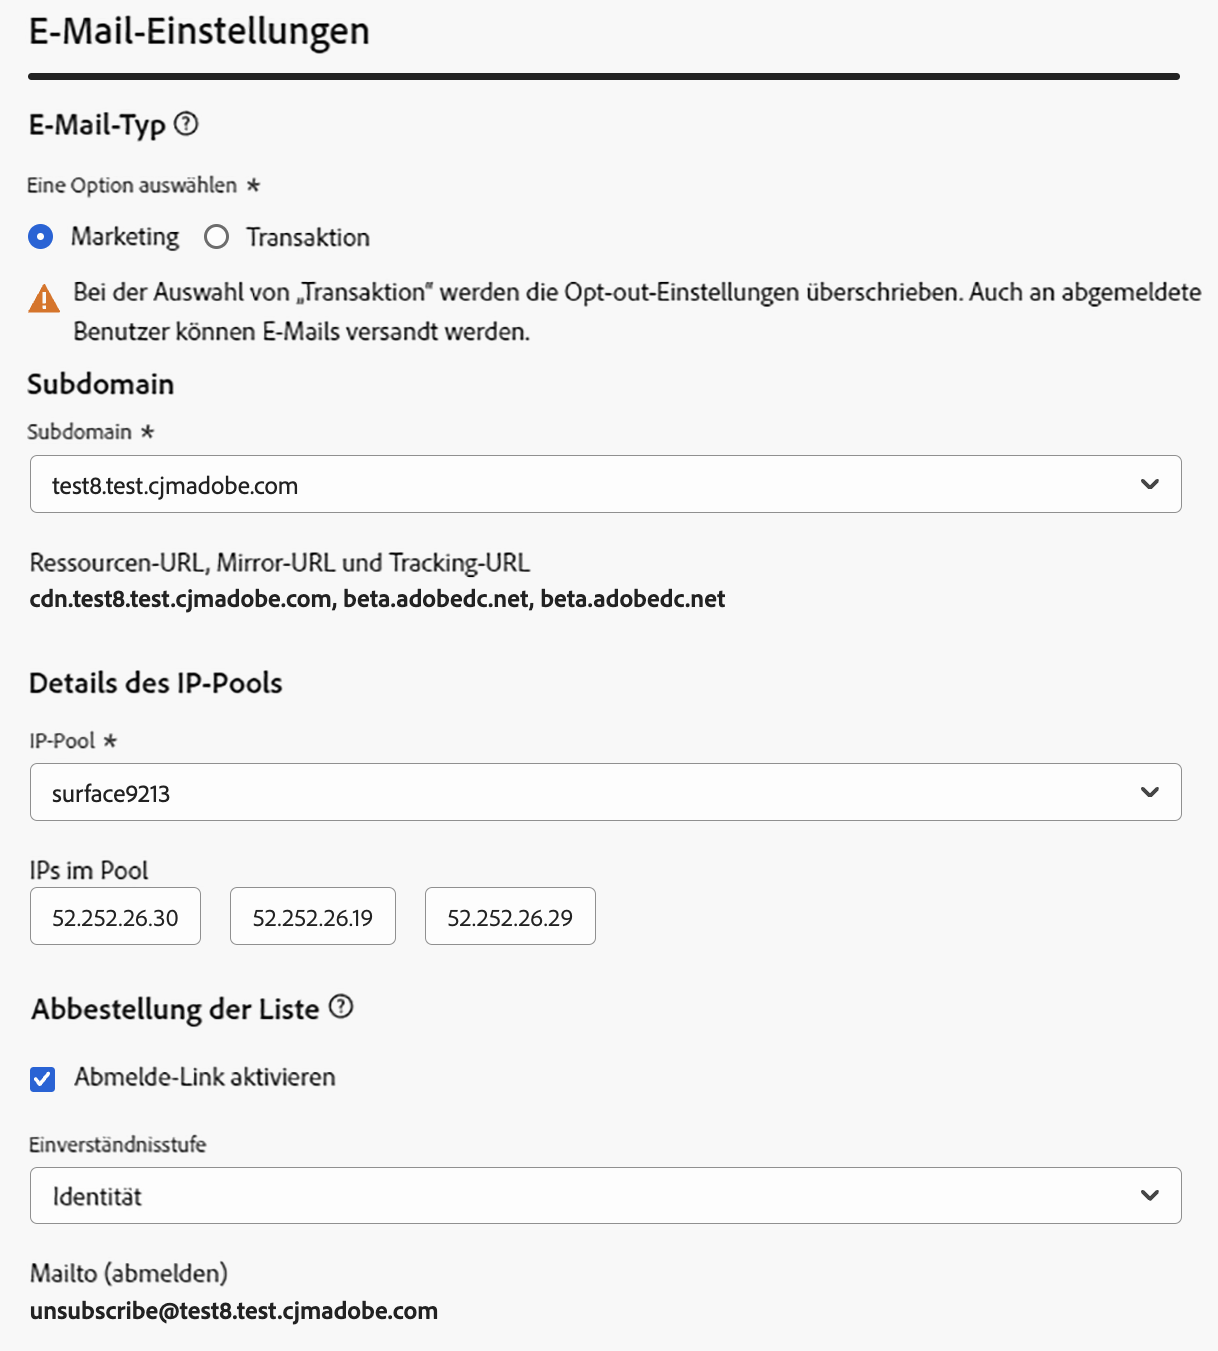 E-Mail-Einstellungen
E-Mail-Typ
Eine Option auswählen *
Marketing Transaktion
Bei der Auswahl von „Transaktion“ werden die Opt-out-Einstellungen überschrieben. Auch an abgemeldete
Benutzer können E-Mails versandt werden.
Subdomain
Subdomain *
test8.test.cjmadobe.com
Ressourcen-URL, Mirror-URL und Tracking-URL
cdn.test8.test.cjmadobe.com, beta.adobedc.net, beta.adobedc.net
Details des IP-Pools
IP-Pool *
surface9213
IPs im Pool
52.252.26.30 52.252.26.19 52.252.26.29
Abbestellung der Liste
Abmelde-Link aktivieren
Einverständnisstufe
Identität
Mailto (abmelden)
unsubscribe@test8.test.cjmadobe.com